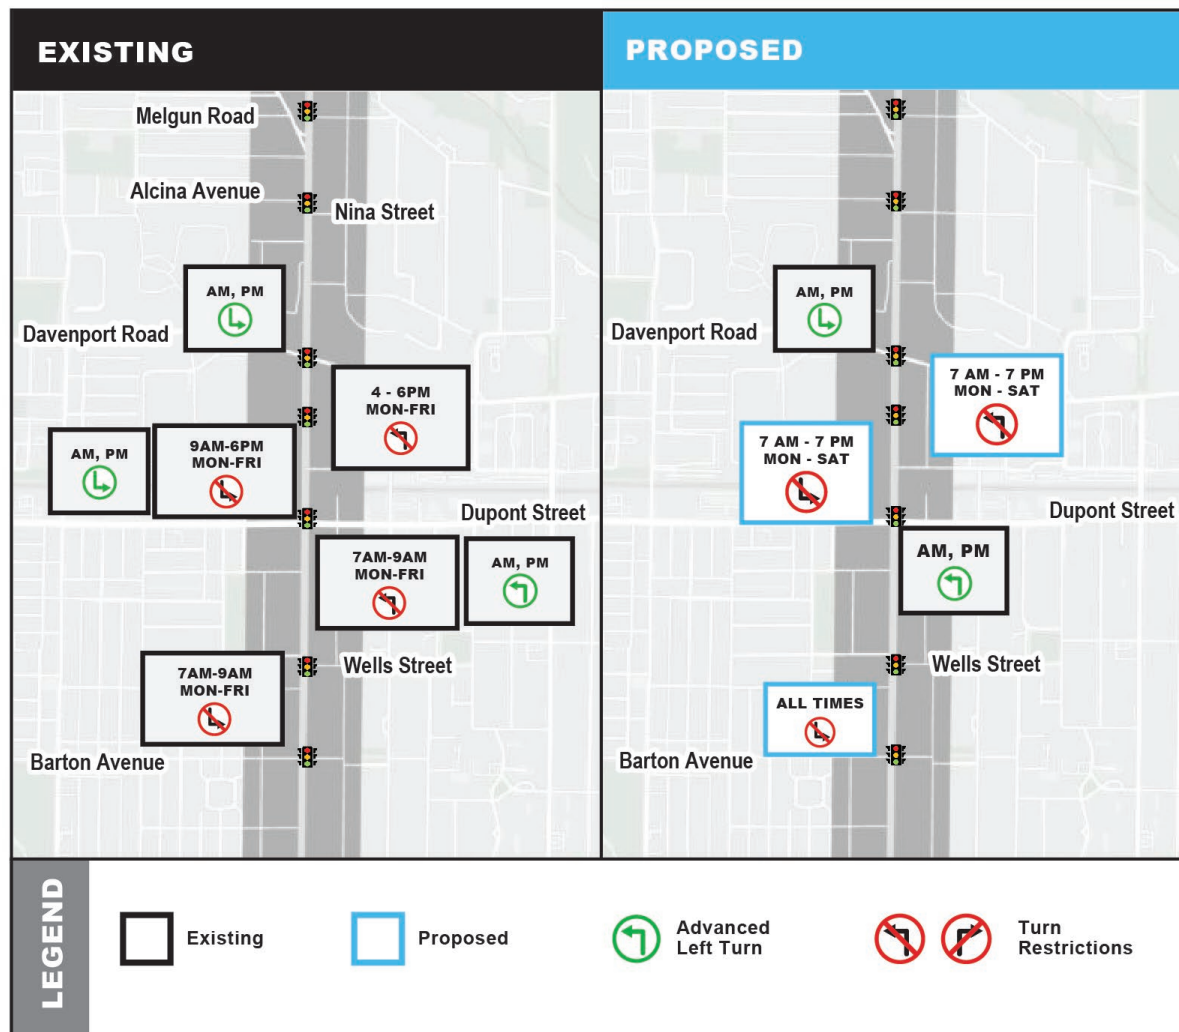 EXISTING
Melgun Road
Alcina Avenue
Nina Street
AM, PM
Davenport Road
4 - 6PM
MON-FRI
9AM-6PM
MON-FRI
AM, PM
Dupont Street
7AM-9AM
MON-FRI
AM, PM
Wells Street
7AM-9AM
MON-FRI
Barton Avenue
PROPOSED
AM, PM
Davenport Road
7 AM - 7 PM
MON - SAT
7 AM - 7 PM
MON - SAT
Dupont Street
AM, PM
Wells Street
ALL TIMES
Barton Avenue
LEGEND
Existing
Proposed
Advanced
Left Turn
Turn
Restrictions